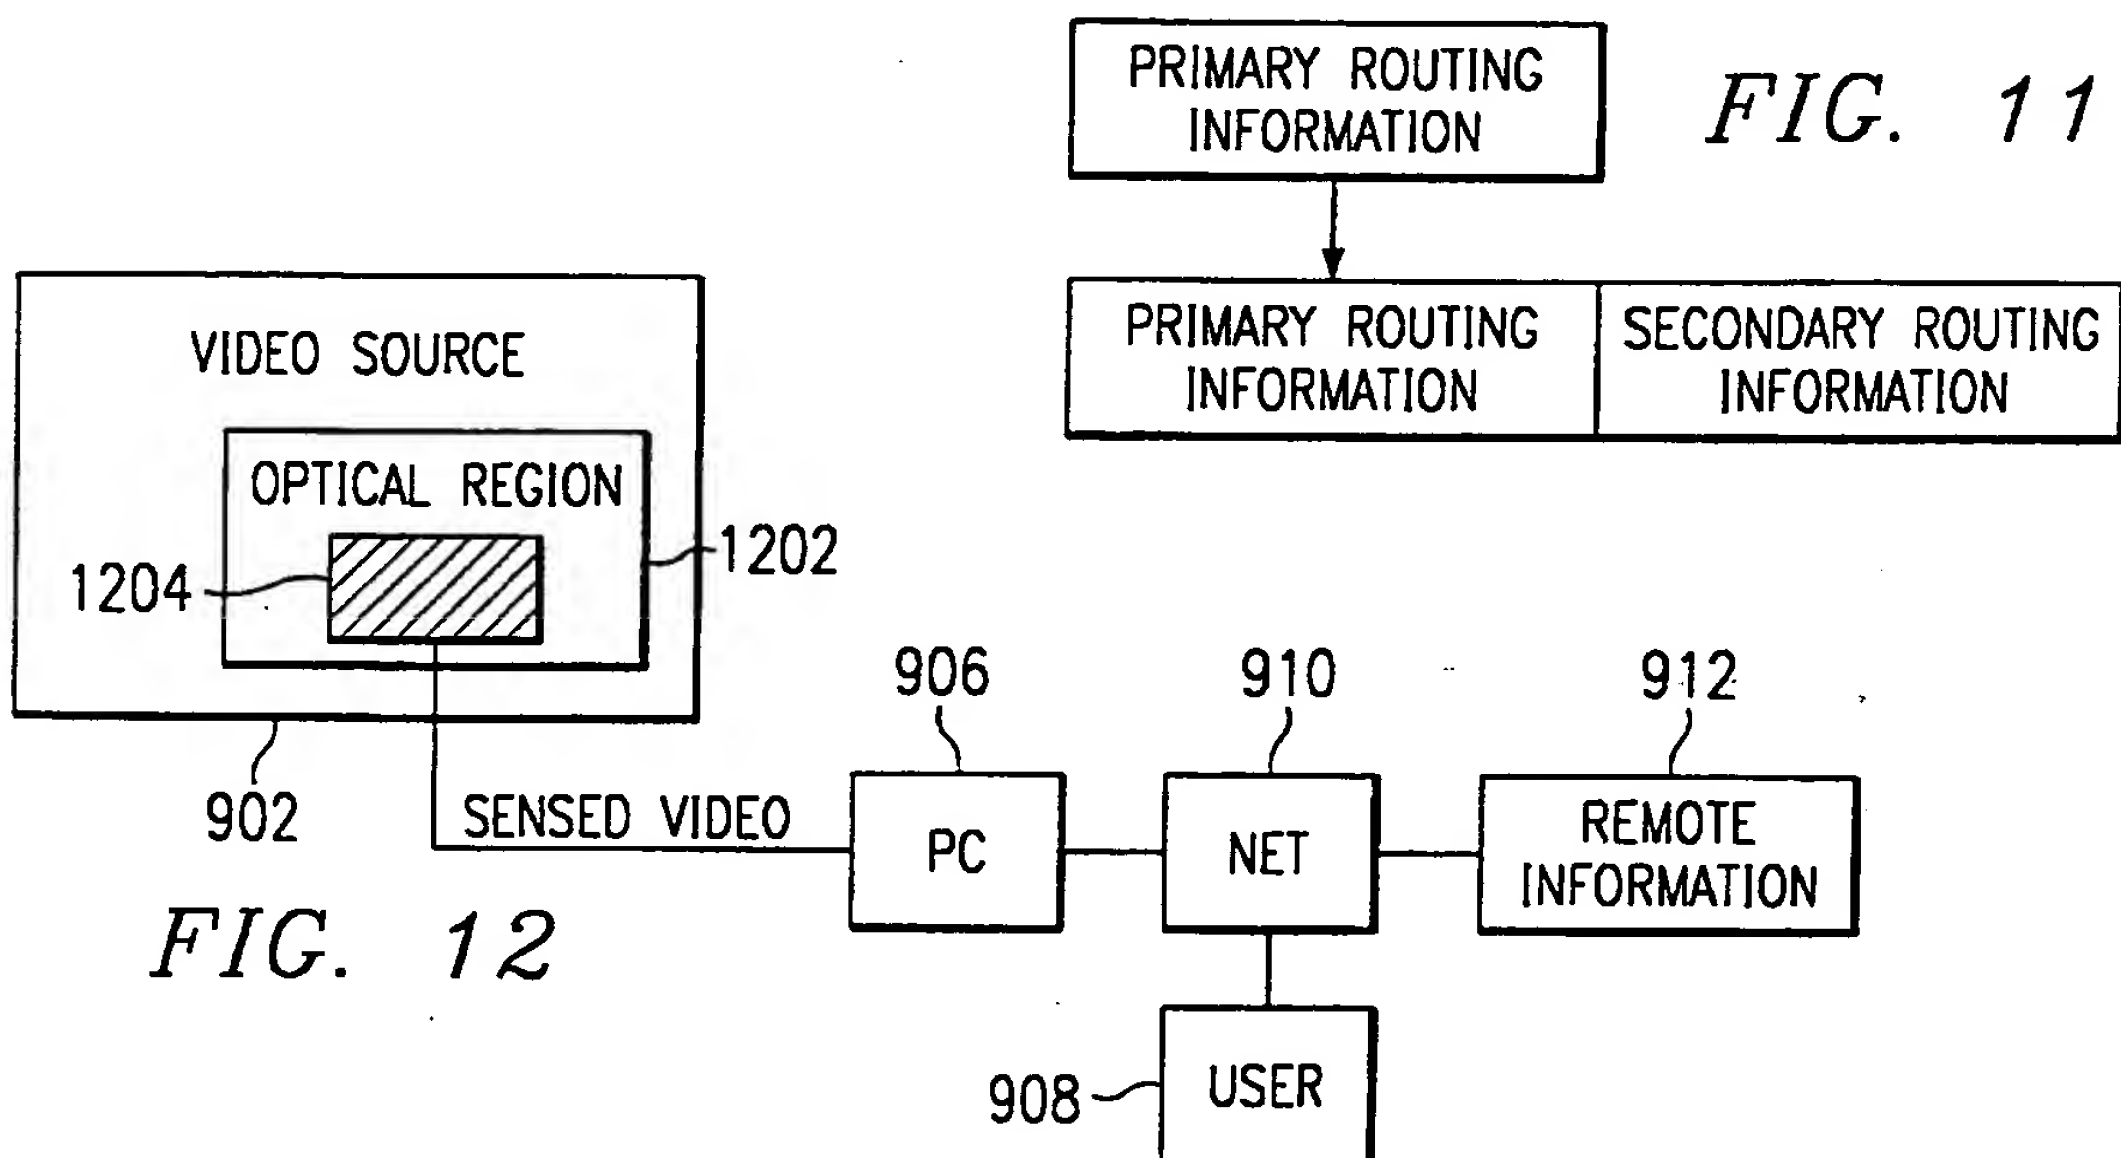 PRIMARY ROUTING
INFORMATION
FIG. 11
PRIMARY ROUTING
INFORMATION
SECONDARY ROUTING
INFORMATION
VIDEO SOURCE
OPTICAL REGION
1204
1202
902
SENSED VIDEO
906
PC
910
NET
912
REMOTE
INFORMATION
908
USER
FIG. 12